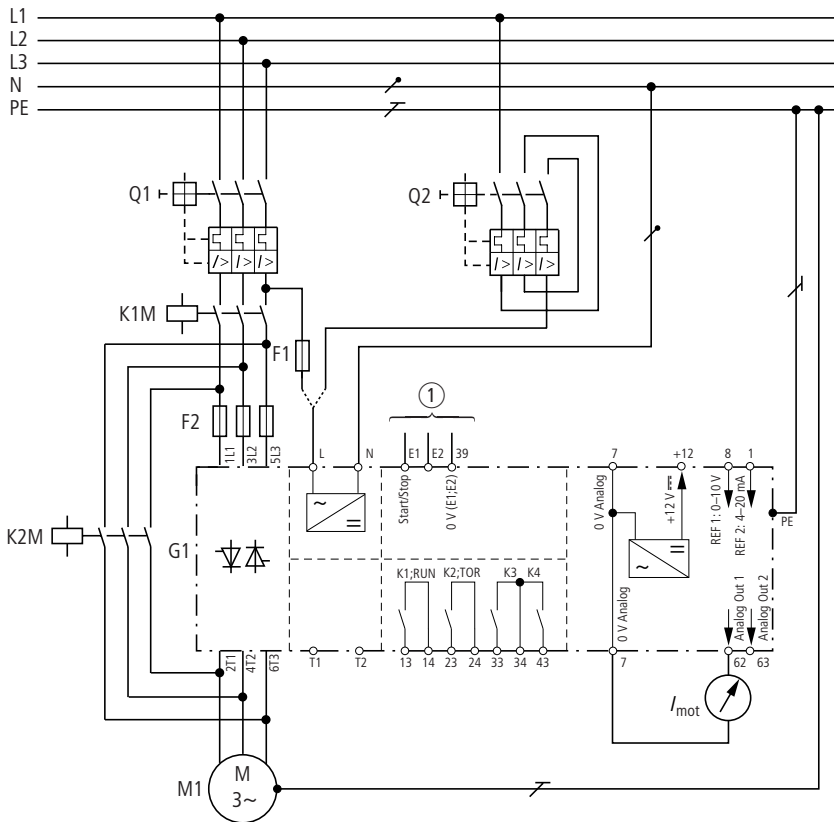 L1
L2
L3
N
PE
Q1
Q2
I> I> I>
I> I> I>
K1M
F1
1
F2
1L1
3L2
5L3
L
N
E1
E2
39
7
+12
8
1
Start/Stop
0 V (E1;E2)
0 V Analog
+12 V
REF 1: 0–10 V
REF 2: 4–20 mA
PE
~
=
~
=
K2M
G1
K1;RUN
K2;TOR
K3
K4
0 V Analog
Analog Out 1
Analog Out 2
2T1
4T2
6T3
T1
T2
13
14
23
24
33
34
43
7
62
63
Imot
M1
M
3~